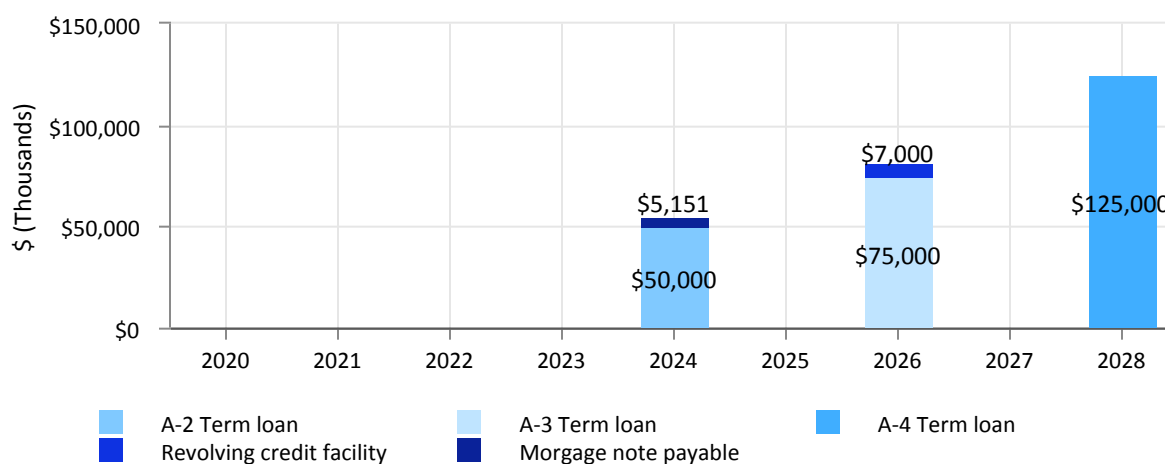 $150,000
$100,000
$50,000
$0
$ (Thousands)
$5,151
$50,000
$7,000
$75,000
$125,000
2020 2021 2022 2023 2024 2025 2026 2027 2028
A-2 Term loan A-3 Term loan A-4 Term loan
Revolving credit facility Morgage note payable